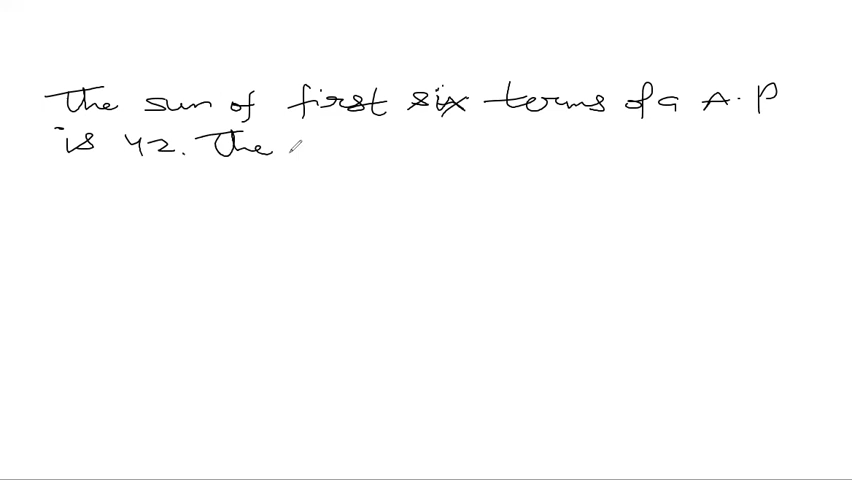 The sum of first six terms of a A.P
is 42. The